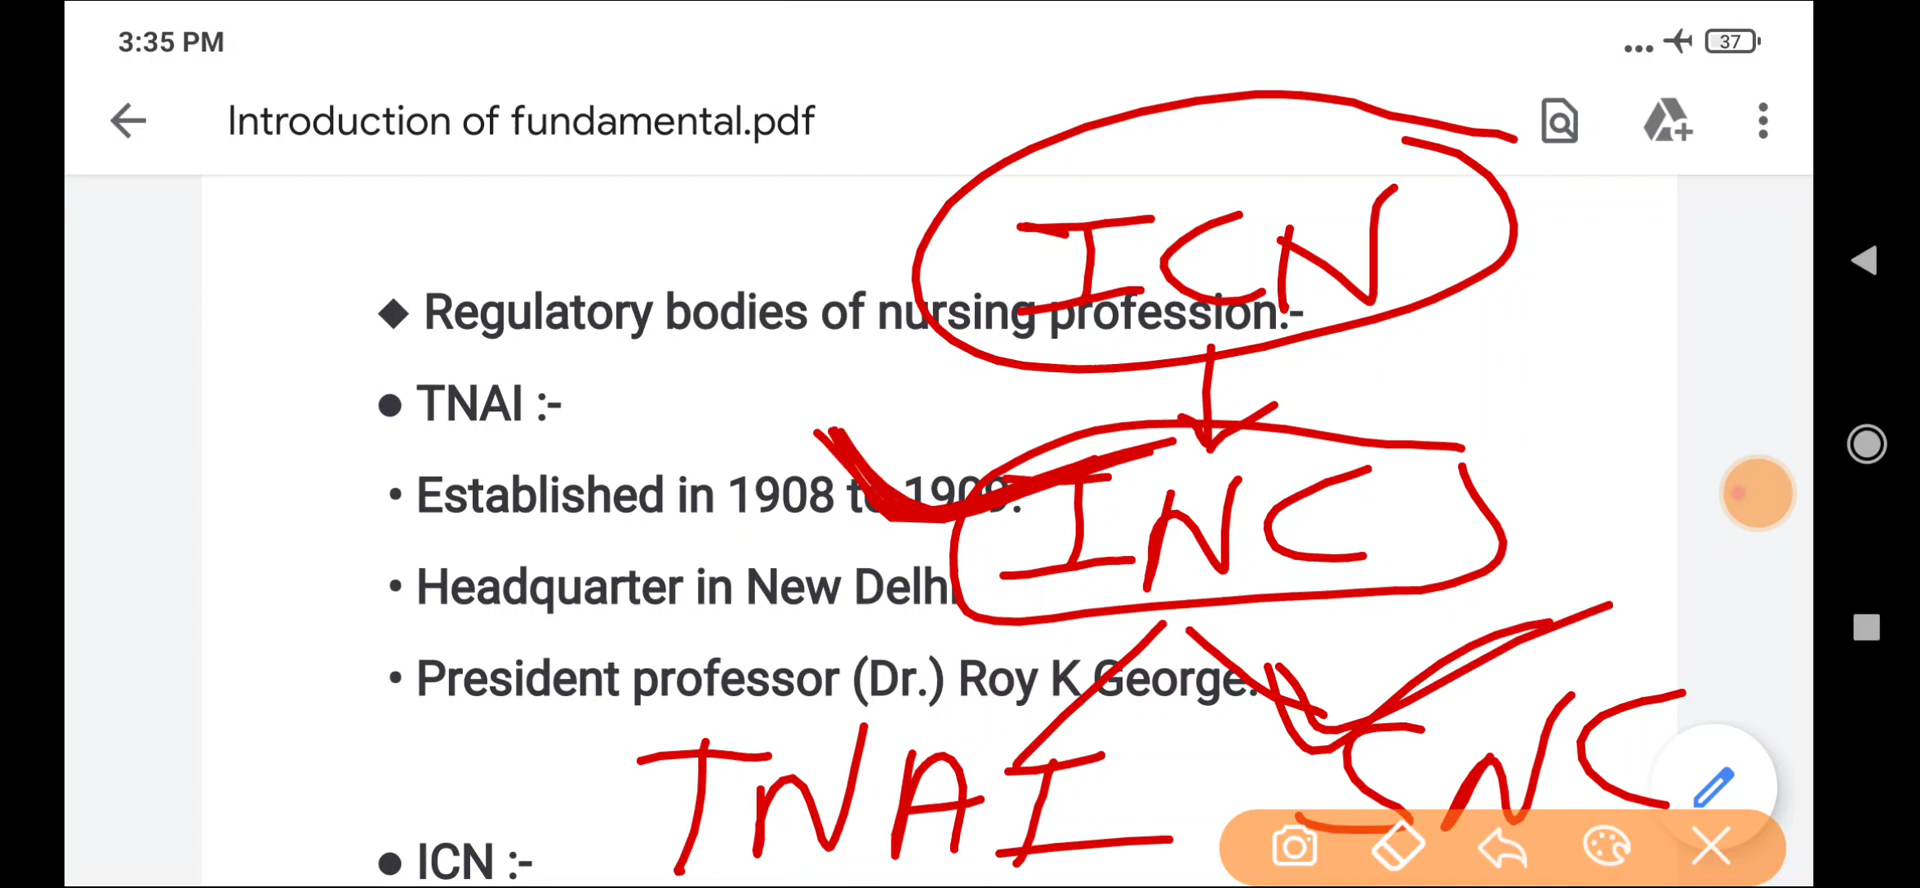 3:35 PM
37
Introduction of fundamental.pdf
ICN
◆ Regulatory bodies of nursing profession:-
● TNAI :-
• Established in 1908 to 1909.
INC
• Headquarter in New Delhi
• President professor (Dr.) Roy K George.
TNAI SNC
● ICN :-